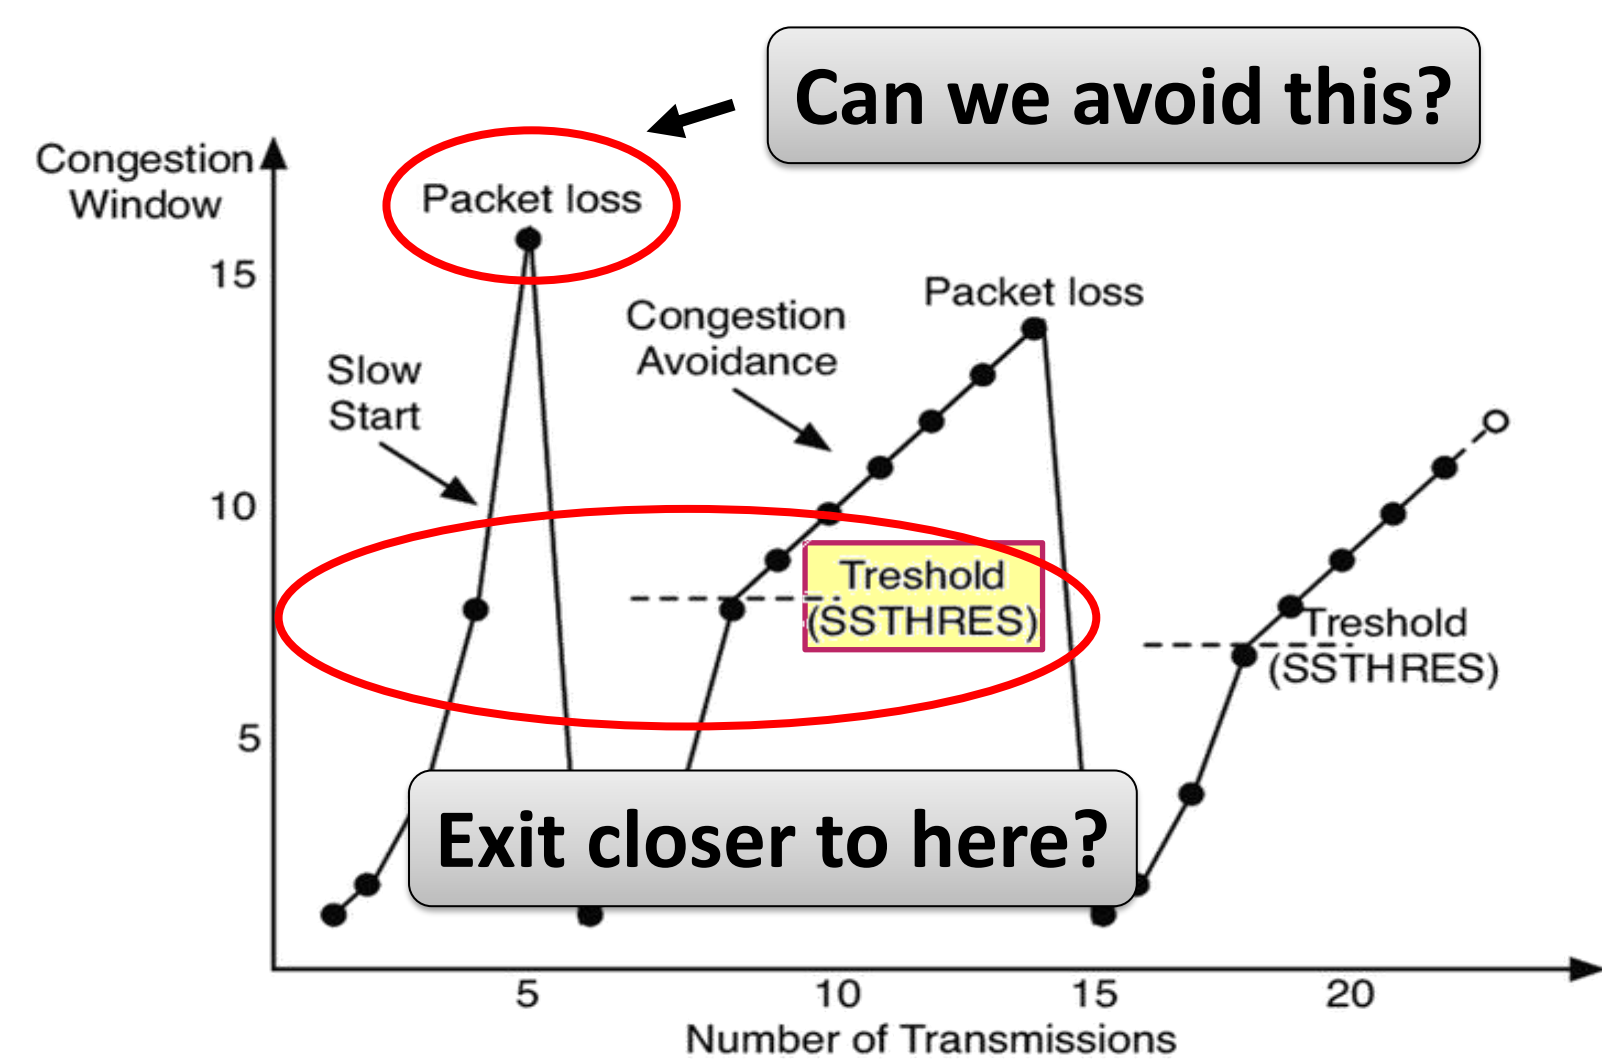 Can we avoid this?
Congestion
Window
Packet loss
15
Packet loss
Congestion
Avoidance
Slow
Start
10
Treshold
(SSTHRES)
Treshold
(SSTHRES)
5
Exit closer to here?
5
10
15
20
Number of Transmissions